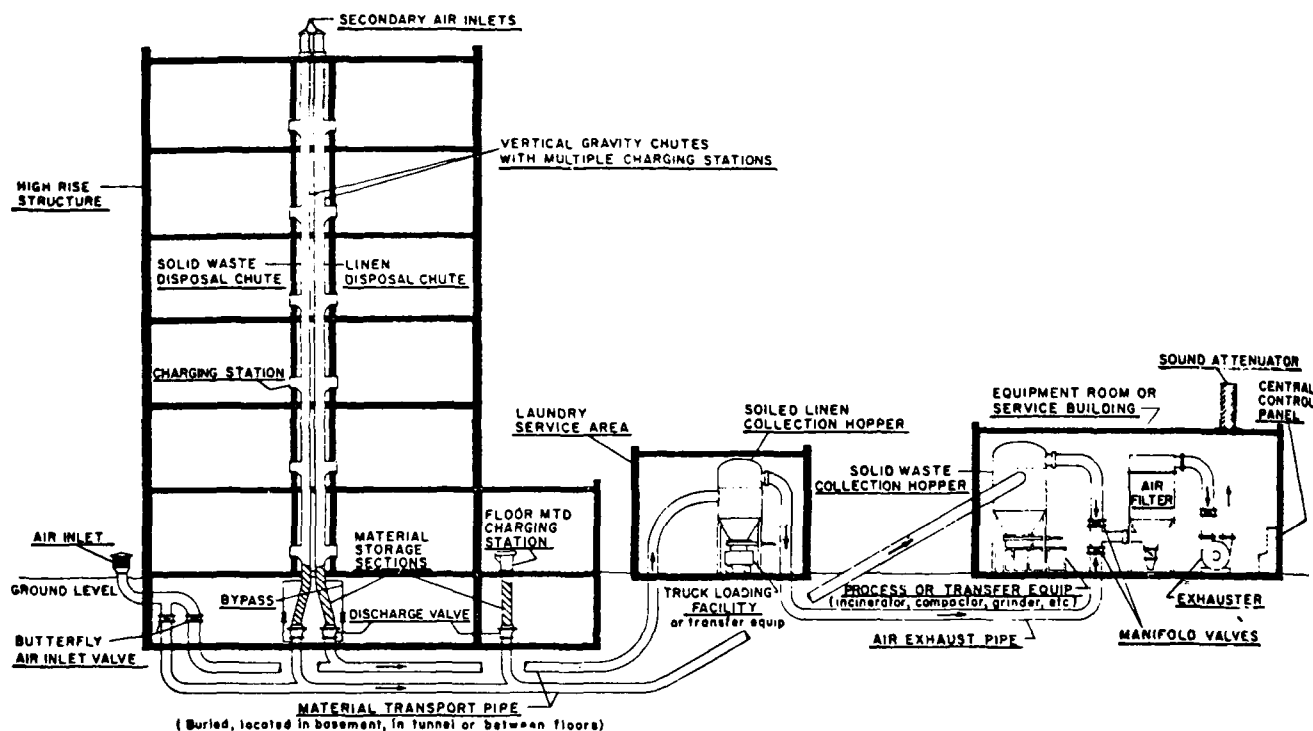 SECONDARY AIR INLETS
VERTICAL GRAVITY CHUTES
WITH MULTIPLE CHARGING STATIONS
HIGH RISE
STRUCTURE
SOLID WASTE
DISPOSAL CHUTE
LINEN
DISPOSAL CHUTE
CHARGING STATION
SOUND ATTENUATOR
CENTRAL
CONTROL
PANEL
EQUIPMENT ROOM OR
SERVICE BUILDING
LAUNDRY
SERVICE AREA
SOILED LINEN
COLLECTION HOPPER
SOLID WASTE
COLLECTION HOPPER
AIR
FILTER
FLOOR MTD
CHARGING
STATION
MATERIAL
STORAGE
SECTIONS
AIR INLET
GROUND LEVEL
BYPASS
DISCHARGE VALVE
TRUCK LOADING
FACILITY
or transfer equip
PROCESS OR TRANSFER EQUIP
(incinerator, compactor, grinder, etc)
EXHAUSTER
BUTTERFLY
AIR INLET VALVE
AIR EXHAUST PIPE
MANIFOLD VALVES
MATERIAL TRANSPORT PIPE
(Buried, located in basement, in tunnel or between floors)